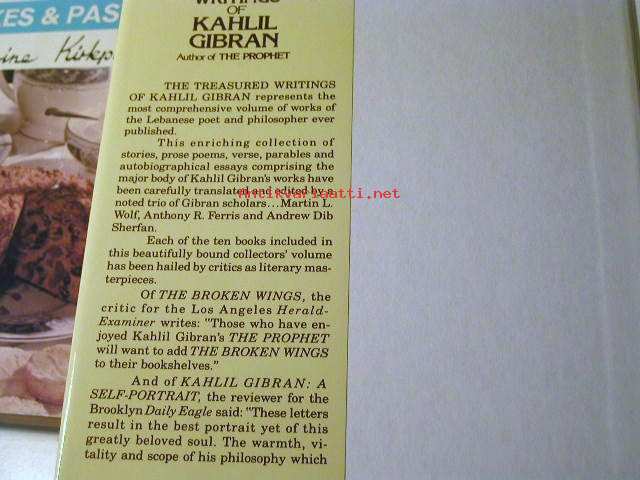 KES & PAS
ine Kirkp
WRITINGS
OF
KAHLIL
GIBRAN
Author of THE PROPHET
THE TREASURED WRITINGS
OF KAHLIL GIBRAN represents the
most comprehensive volume of works of
the Lebanese poet and philosopher ever
published.
This enriching collection of
stories, prose poems, verse, parables and
autobiographical essays comprising the
major body of Kahlil Gibran's works have
been carefully translated and edited by a
noted trio of Gibran scholars...Martin L.
Wolf, Anthony R. Ferris and Andrew Dib
Sherfan.
Each of the ten books included in
this beautifully bound collectors' volume
has been hailed by critics as literary mas-
terpieces.
Of THE BROKEN WINGS, the
critic for the Los Angeles Herald-
Examiner writes: "Those who have en-
joyed Kahlil Gibran's THE PROPHET
will want to add THE BROKEN WINGS
to their bookshelves."
And of KAHLIL GIBRAN: A
SELF-PORTRAIT, the reviewer for the
Brooklyn Daily Eagle said: "These letters
result in the best portrait yet of this
greatly beloved soul. The warmth, vi-
tality and scope of his philosophy which
antikvariaatti.net